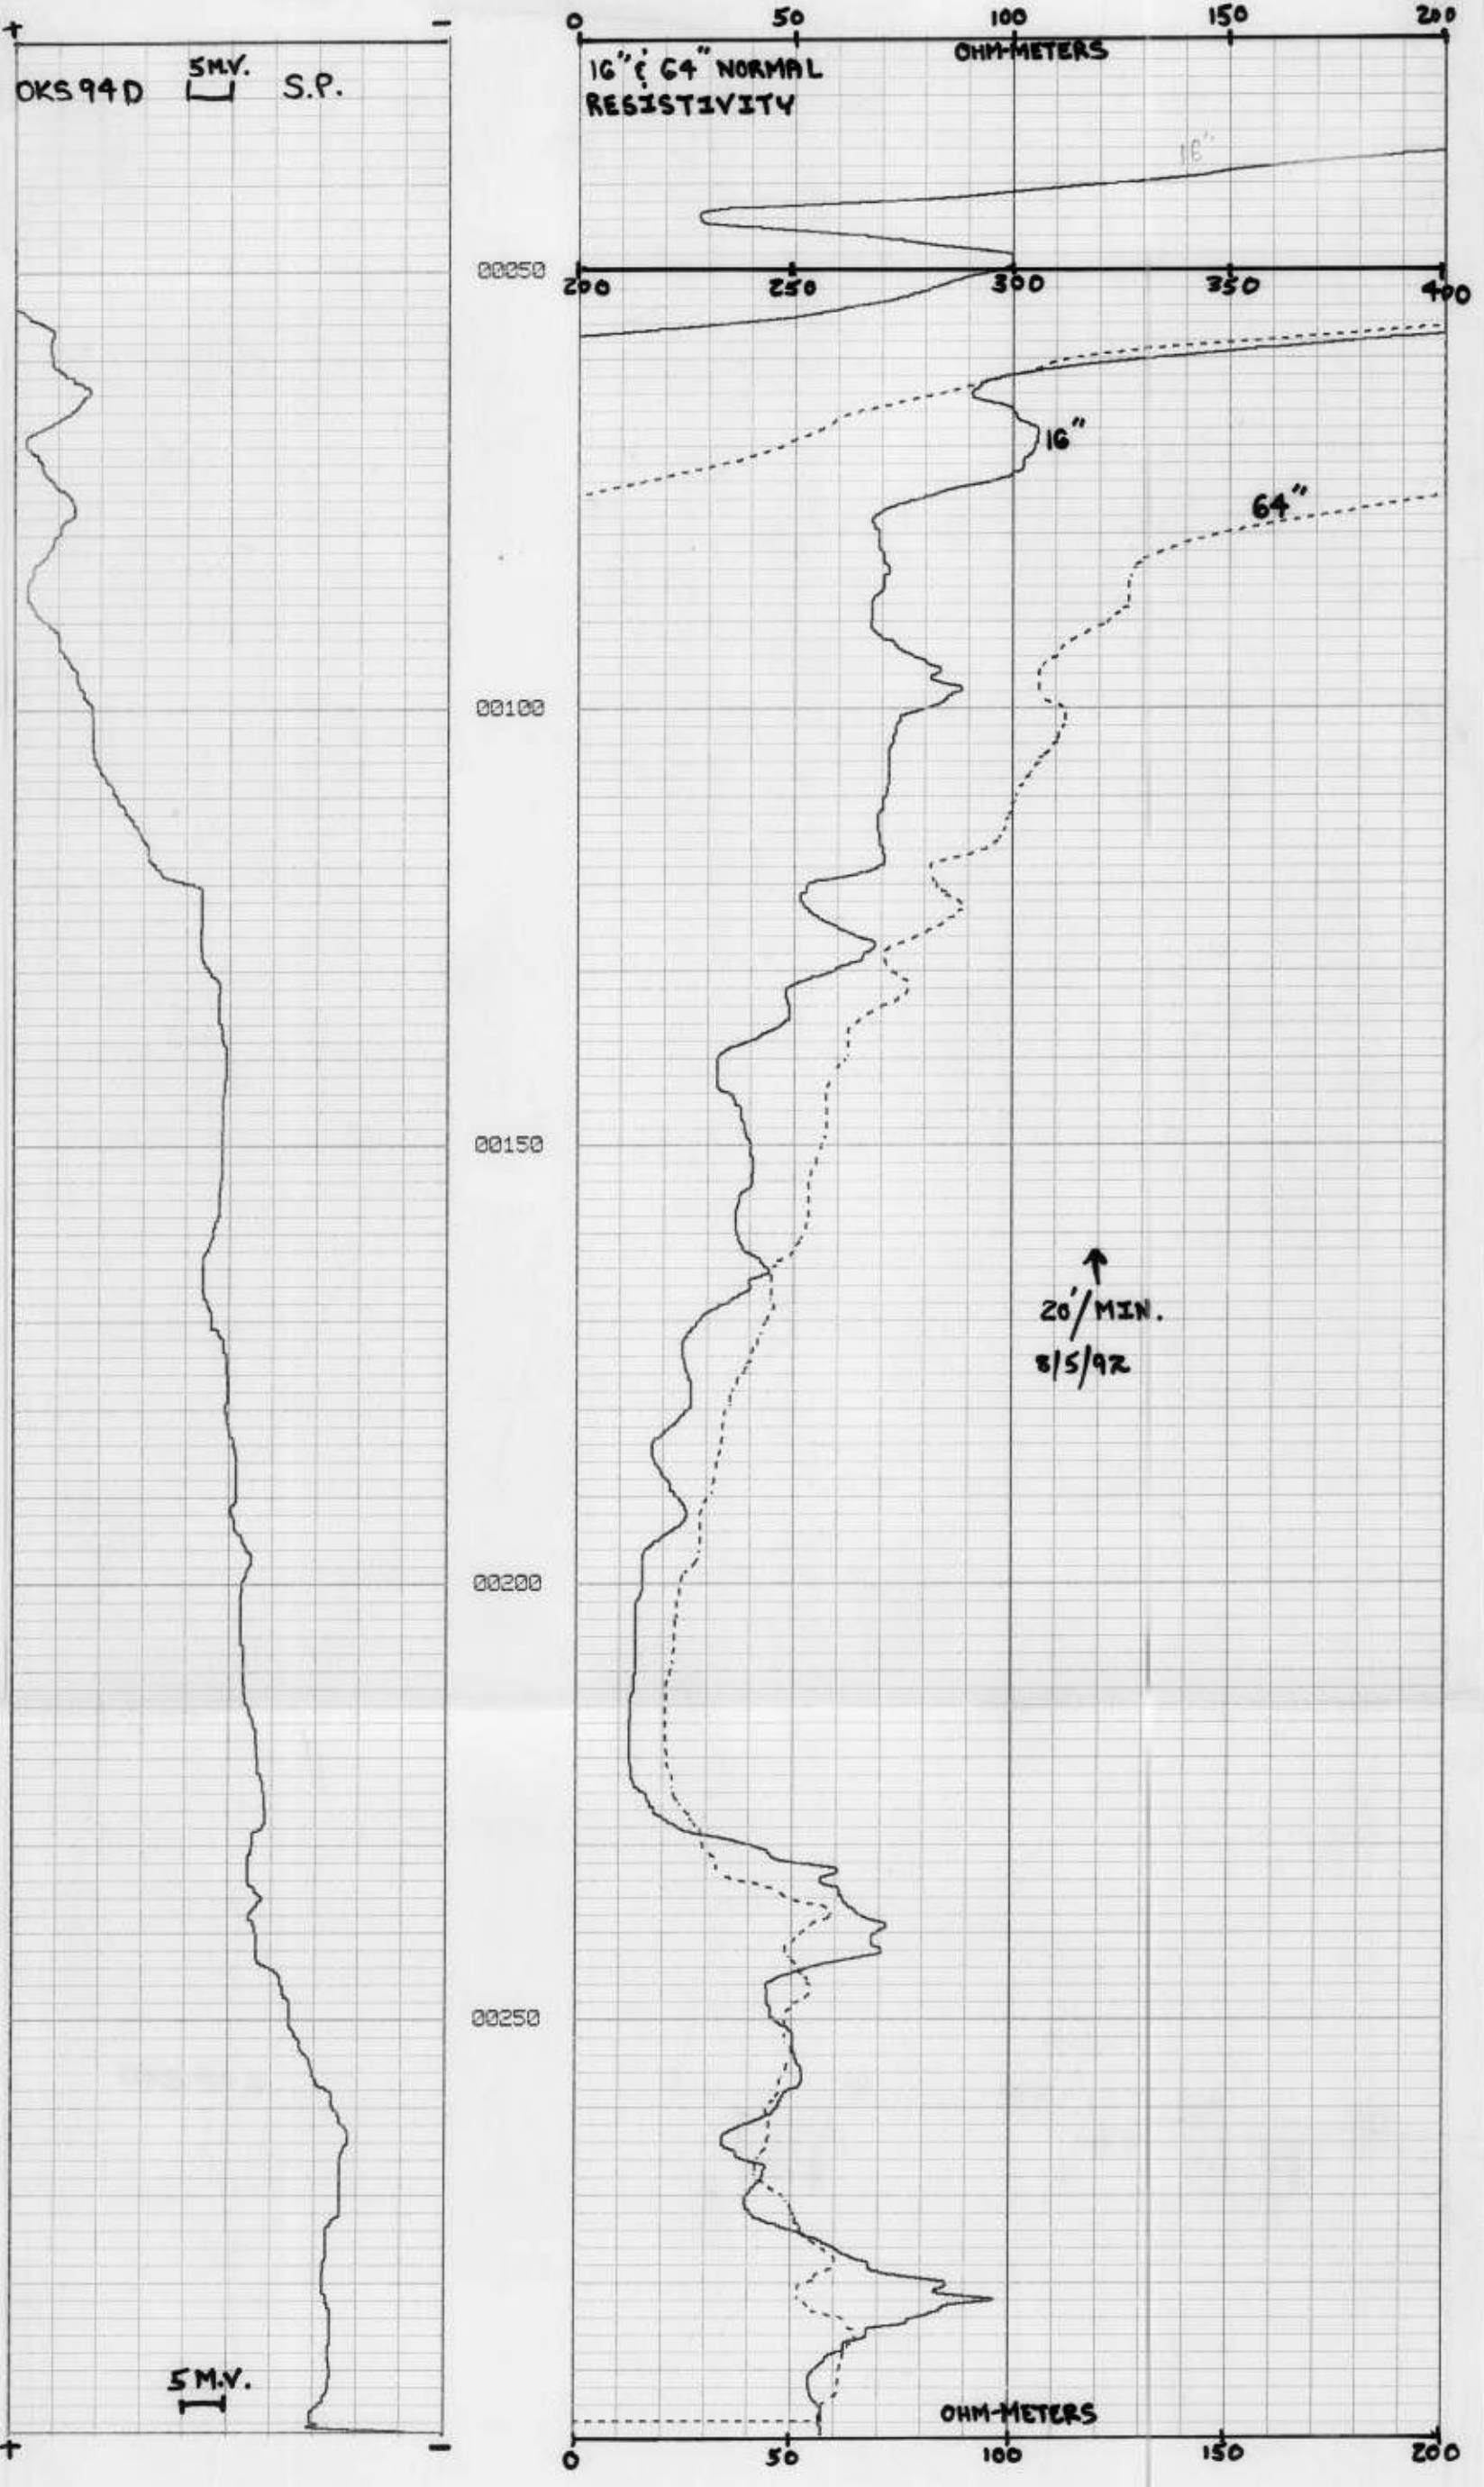 + - 0 50 100 150 200
OHM-METERS
OKS94D 5M.V. S.P.
16" & 64" NORMAL
RESISTIVITY
16"
00050
200 250 300 350 400
16"
64"
00100
00150
20'/MIN.
8/5/92
00200
00250
5 M.V.
OHM-METERS
+ - 0 50 100 150 200